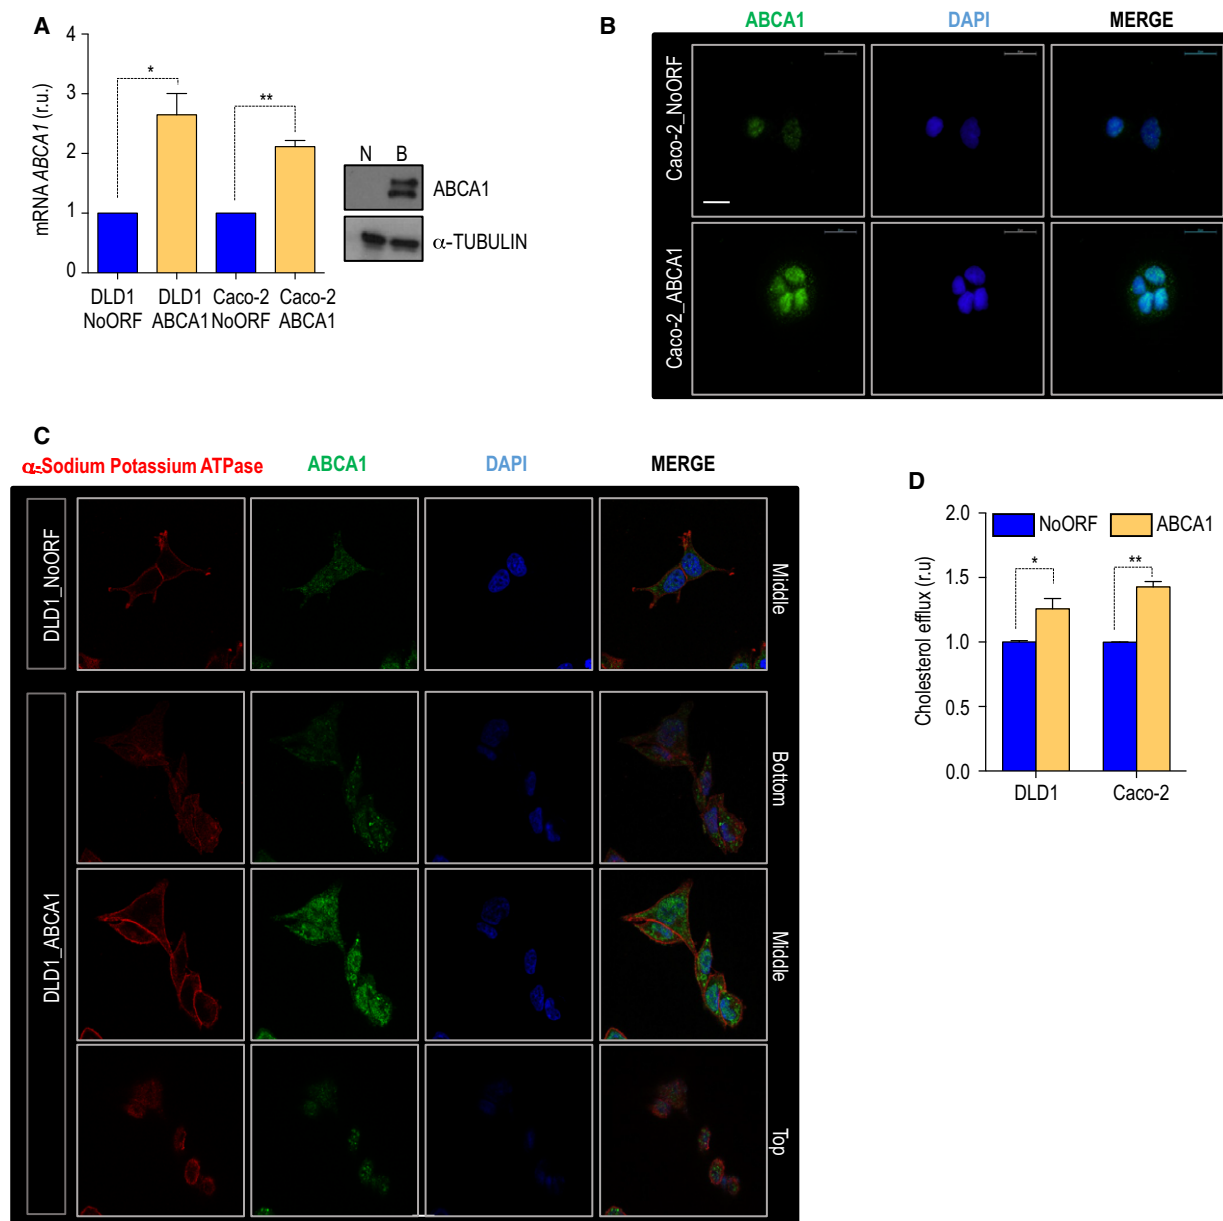 A
mRNA ABCA1 (r.u.)
4
3
2
1
0
*
**
DLD1 NoORF
DLD1 ABCA1
Caco-2 NoORF
Caco-2 ABCA1
N B
ABCA1
α-TUBULIN
B
ABCA1 DAPI MERGE
Caco-2_NoORF
Caco-2_ABCA1
C
α-Sodium Potassium ATPase ABCA1 DAPI MERGE
DLD1_NoORF
Middle
DLD1_ABCA1
Bottom
Middle
Top
D
NoORF ABCA1
Cholesterol efflux (r.u)
2.0
1.5
1.0
0.5
0.0
*
**
DLD1 Caco-2